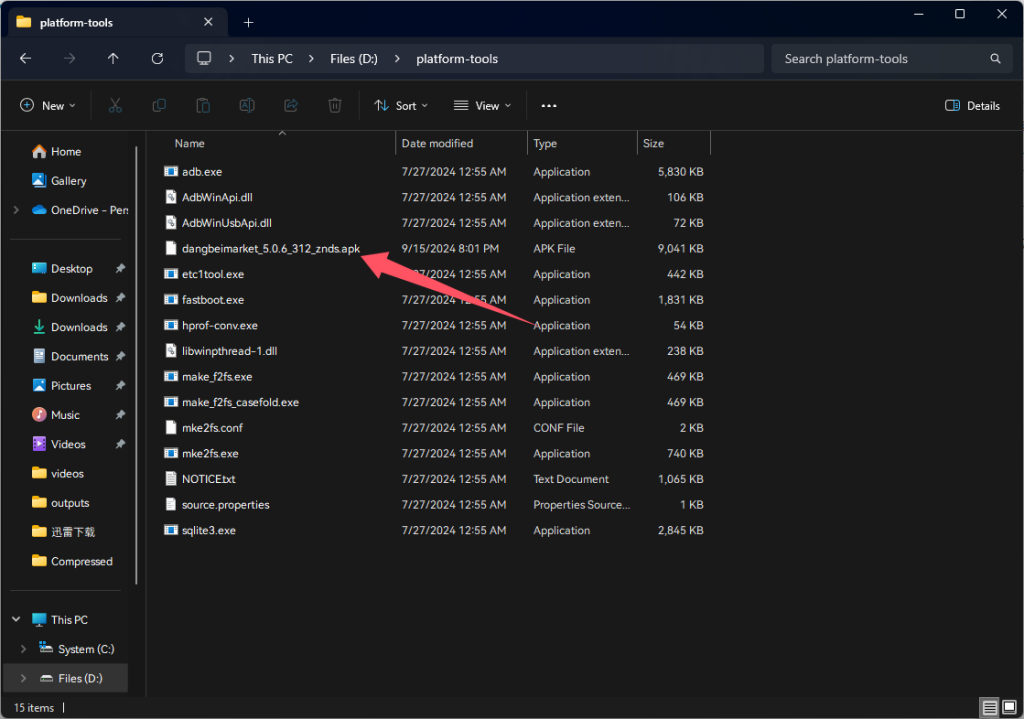 platform-tools
This PC Files (D:) platform-tools Search platform-tools
New Sort View Details
Name Date modified Type Size
adb.exe 7/27/2024 12:55 AM Application 5,830 KB
AdbWinApi.dll 7/27/2024 12:55 AM Application exten... 106 KB
AdbWinUsbApi.dll 7/27/2024 12:55 AM Application exten... 72 KB
dangbeimarket_5.0.6_312_znds.apk 9/15/2024 8:01 PM APK File 9,041 KB
etc1tool.exe 7/27/2024 12:55 AM Application 442 KB
fastboot.exe 7/27/2024 12:55 AM Application 1,831 KB
hprof-conv.exe 7/27/2024 12:55 AM Application 54 KB
libwinpthread-1.dll 7/27/2024 12:55 AM Application exten... 238 KB
make_f2fs.exe 7/27/2024 12:55 AM Application 469 KB
make_f2fs_casefold.exe 7/27/2024 12:55 AM Application 469 KB
mke2fs.conf 7/27/2024 12:55 AM CONF File 2 KB
mke2fs.exe 7/27/2024 12:55 AM Application 740 KB
NOTICE.txt 7/27/2024 12:55 AM Text Document 1,065 KB
source.properties 7/27/2024 12:55 AM Properties Source... 1 KB
sqlite3.exe 7/27/2024 12:55 AM Application 2,845 KB
Home
Gallery
OneDrive – Pers
Desktop
Downloads
Downloads
Documents
Pictures
Music
Videos
videos
outputs
迅雷下载
Compressed
This PC
System (C:)
Files (D:)
15 items